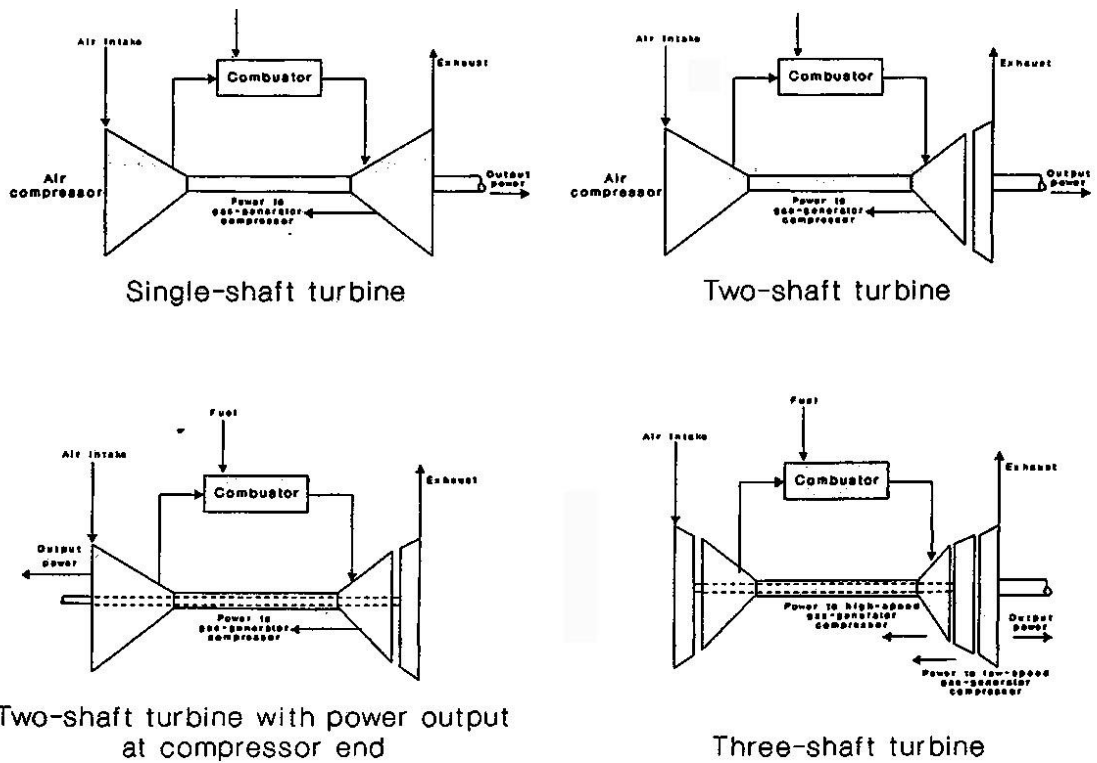 Air Intake
Combustor
Exhaust
Air
compressor
Output
power
Power to
gas-generator
compressor
Single-shaft turbine
Air Intake
Combustor
Exhaust
Air
compressor
Output
power
Power to
gas-generator
compressor
Two-shaft turbine
Fuel
Air Intake
Combustor
Exhaust
Output
power
Power to
gas-generator
compressor
Two-shaft turbine with power output
at compressor end
Fuel
Air Intake
Combustor
Exhaust
Power to high-speed
gas-generator
compressor
Output
power
Power to low-speed
gas-generator
compressor
Three-shaft turbine